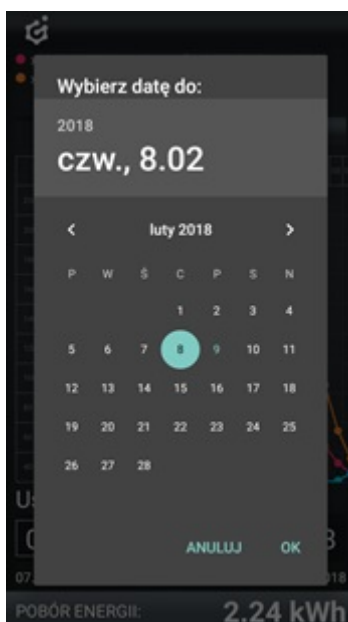 Wybierz datę do:
2018
czw., 8.02
luty 2018
P W Ś C P S N
1 2 3 4
5 6 7 8 9 10 11
12 13 14 15 16 17 18
19 20 21 22 23 24 25
26 27 28
ANULUJ OK
07.
POBÓR ENERGII: 2.24 kWh